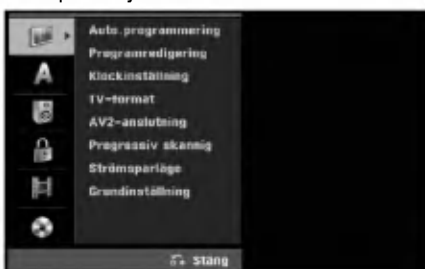 Auto.programmering
Programredigering
Klockinställning
TV-format
AV2-anslutning
Progressiv skannig
Strömsparläge
Grundinställning
A
Stäng